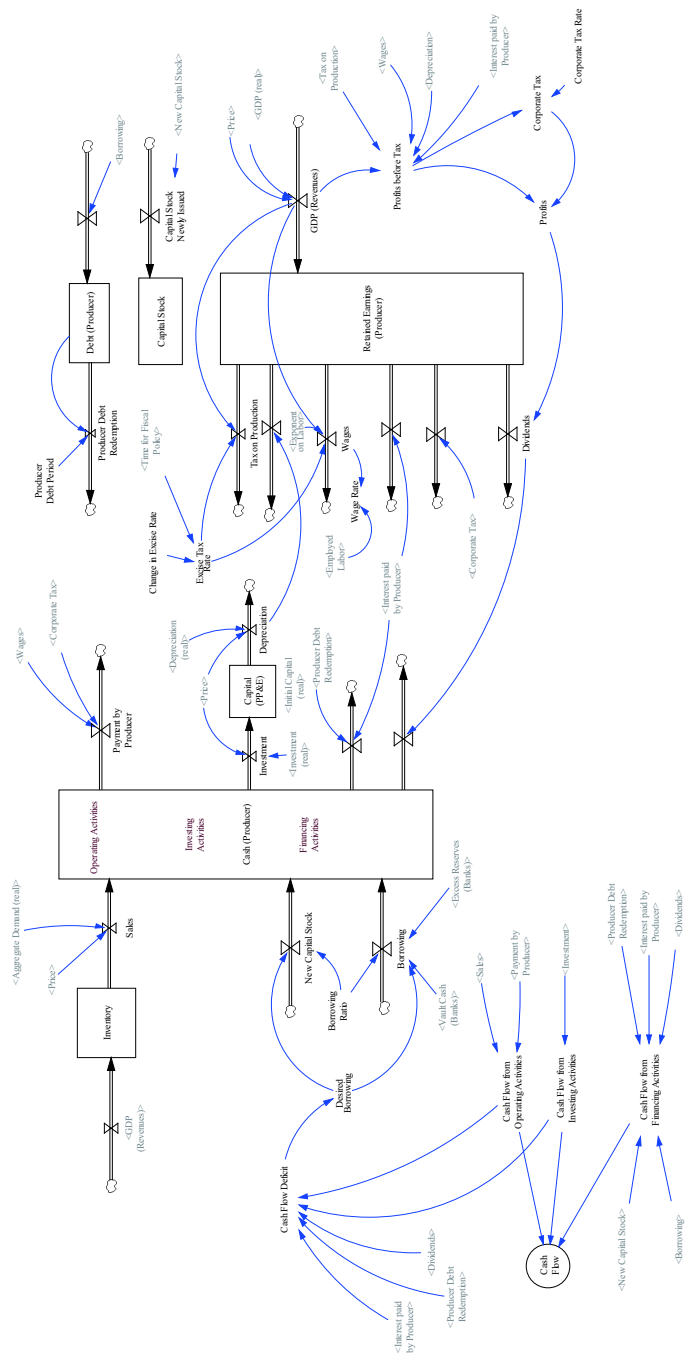 <GDP
(Revenues)>
Inventory
<Price>
<Aggregate Demand (real)>
Sales
Operating Activities
Payment by
Producer
<Wages>
<Corporate Tax>
Producer
Debt Period
Producer Debt
Redemption
Debt (Producer)
<Borrowing>
Capital Stock
Capital Stock
Newly Issued
<New Capital Stock>
<Time for Fiscal
Policy>
Change in Excise Rate
Excise Tax
Rate
<Depreciation
(real)>
<Price>
Investing
Activities
Cash (Producer)
Financing
Activities
Investment
<Investment
(real)>
Capital
(PP&E)
<Initial Capital
(real)>
Depreciation
<Producer Debt
Redemption>
Tax on Production
<Exponent
on Labor>
Wages
Wage Rate
<Employed
Labor>
<Interest paid
by Producer>
<Corporate Tax>
Dividends
Retained Earnings
(Producer)
<Price>
<GDP (real)>
GDP (Revenues)
<Tax on
Production>
<Wages>
<Depreciation>
<Interest paid by
Producer>
Profits before Tax
Corporate Tax
Corporate Tax Rate
Profits
Cash Flow Deficit
Desired
Borrowing
New Capital Stock
Borrowing
Ratio
Borrowing
<Vault Cash
(Banks)>
<Excess Reserves
(Banks)>
<Interest paid
by Producer>
<Producer Debt
Redemption>
<Dividends>
<Sales>
<Payment by
Producer>
Cash Flow from
Operating Activities
<Investment>
Cash Flow from
Investing Activities
Cash
Flow
<Producer Debt
Redemption>
<Interest paid by
Producer>
<Dividends>
Cash Flow from
Financing Activities
<New Capital Stock>
<Borrowing>